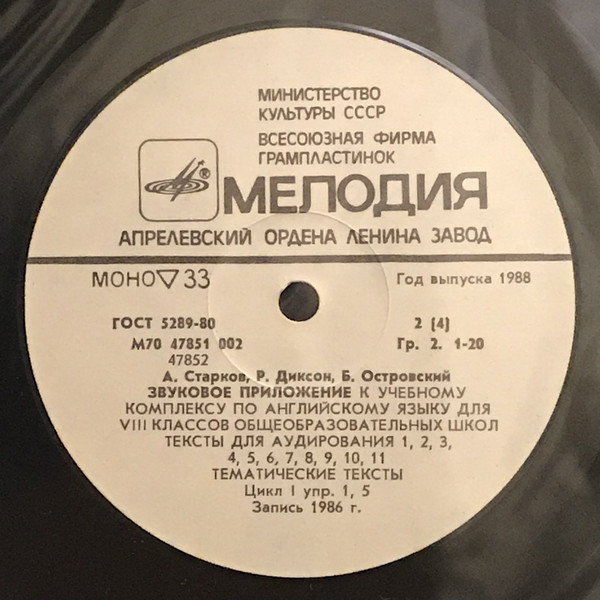 МИНИСТЕРСТВО
КУЛЬТУРЫ СССР
ВСЕСОЮЗНАЯ ФИРМА
ГРАМПЛАСТИНОК
® МЕЛОДИЯ
АПРЕЛЕВСКИЙ ОРДЕНА ЛЕНИНА ЗАВОД
МОНО ▽ 33 Год выпуска 1988
ГОСТ 5289-80 2 (4)
М70 47851 002 Гр. 2. 1-20
47852
А. Старков, Р. Диксон, Б. Островский
ЗВУКОВОЕ ПРИЛОЖЕНИЕ К УЧЕБНОМУ
КОМПЛЕКСУ ПО АНГЛИЙСКОМУ ЯЗЫКУ ДЛЯ
VIII КЛАССОВ ОБЩЕОБРАЗОВАТЕЛЬНЫХ ШКОЛ
ТЕКСТЫ ДЛЯ АУДИРОВАНИЯ 1, 2, 3,
4, 5, 6, 7, 8, 9, 10, 11
ТЕМАТИЧЕСКИЕ ТЕКСТЫ
Цикл I упр. 1, 5
Запись 1986 г.